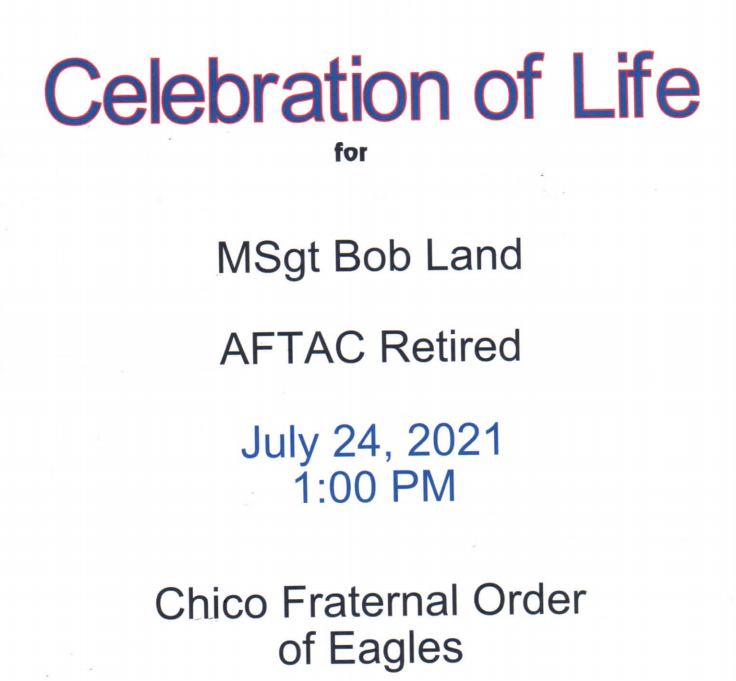 Celebration of Life
for
MSgt Bob Land
AFTAC Retired
July 24, 2021
1:00 PM
Chico Fraternal Order
of Eagles